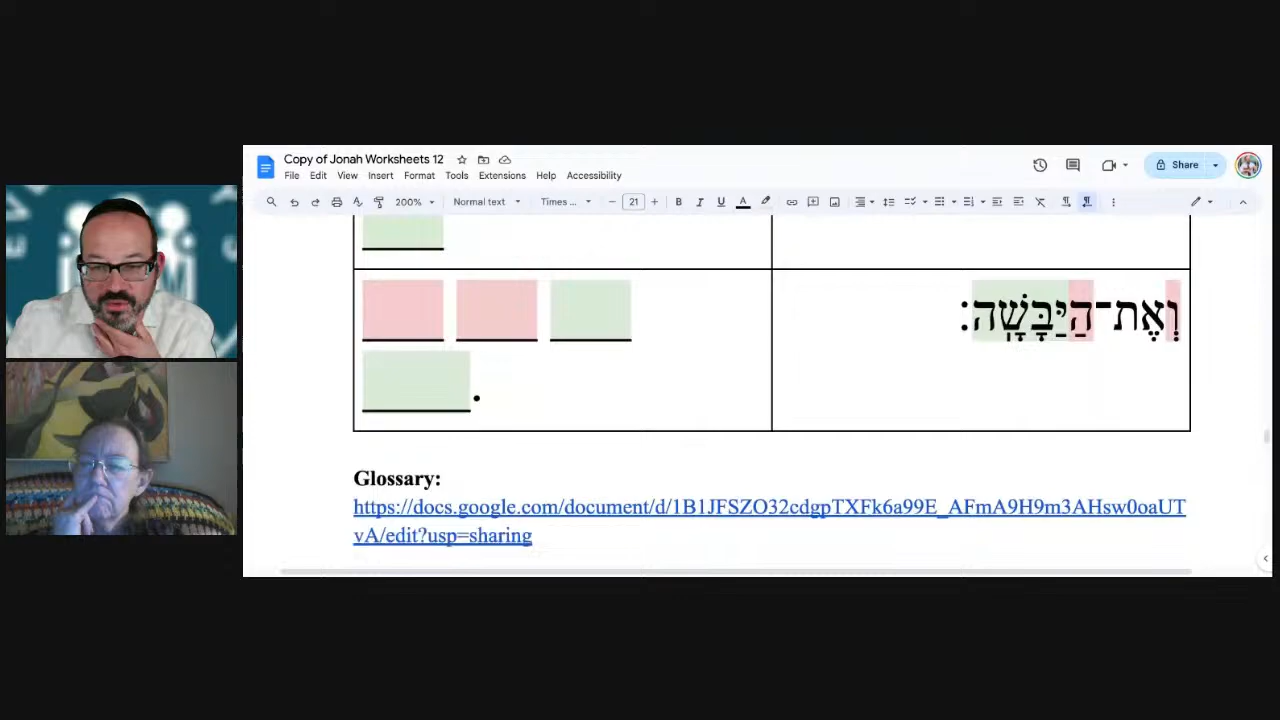 Copy of Jonah Worksheets 12
File Edit View Insert Format Tools Extensions Help Accessibility
Share
200% Normal text Times ... 21 B I U A
וְאֶת־הַיַּבָּשָֽׁה׃
.
Glossary:
https://docs.google.com/document/d/1B1JFSZO32cdgpTXFk6a99E_AFmA9H9m3AHsw0oaUT
vA/edit?usp=sharing